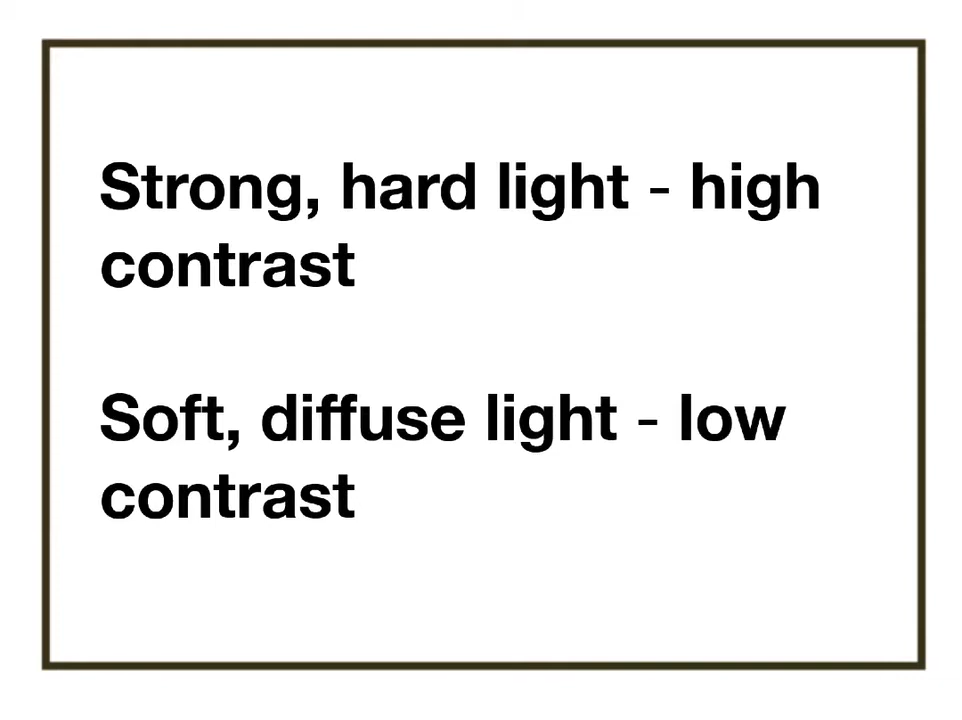 Strong, hard light - high
contrast
Soft, diffuse light - low
contrast